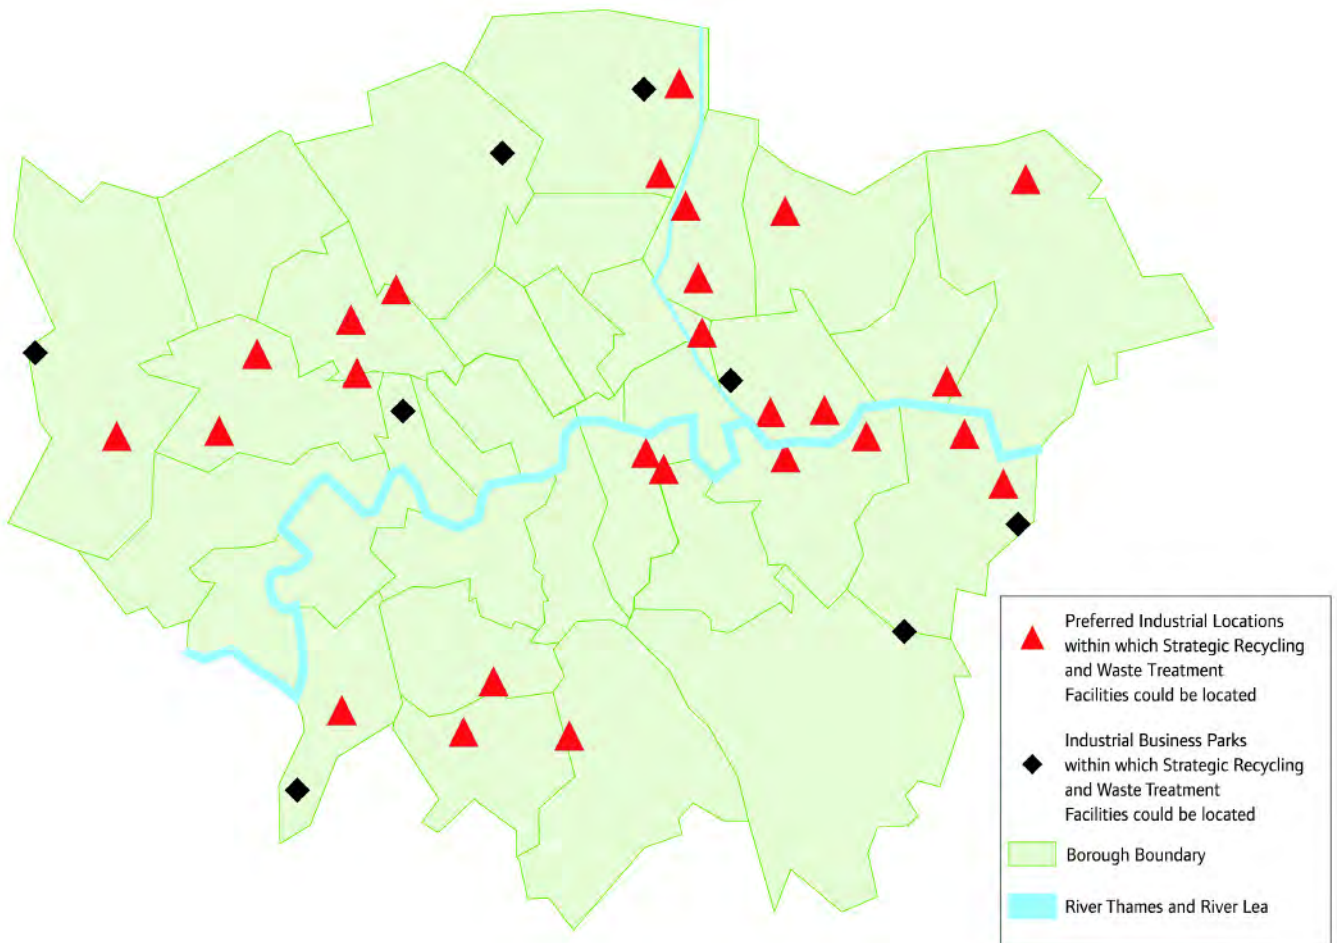 Preferred Industrial Locations
within which Strategic Recycling
and Waste Treatment
Facilities could be located
Industrial Business Parks
within which Strategic Recycling
and Waste Treatment
Facilities could be located
Borough Boundary
River Thames and River Lea